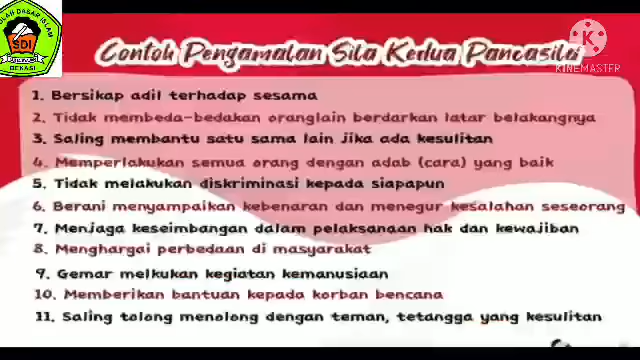 Contoh Pengamalan Sila Kedua Pancasila
KINEMASTER
SDI
BEKASI
1. Bersikap adil terhadap sesama
2. Tidak membeda-bedakan oranglain berdarkan latar belakangnya
3. Saling membantu satu sama lain jika ada kesulitan
4. Memperlakukan semua orang dengan adab (cara) yang baik
5. Tidak melakukan diskriminasi kepada siapapun
6. Berani menyampaikan kebenaran dan menegur kesalahan seseorang
7. Menjaga keseimbangan dalam pelaksanaan hak dan kewajiban
8. Menghargai perbedaan di masyarakat
9. Gemar melkukan kegiatan kemanusiaan
10. Memberikan bantuan kepada korban bencana
11. Saling tolong menolong dengan teman, tetangga yang kesulitan